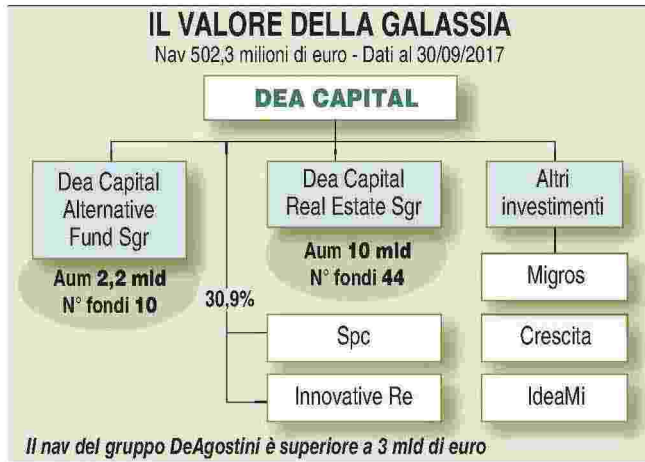 IL VALORE DELLA GALASSIA
Nav 502,3 milioni di euro - Dati al 30/09/2017
DEA CAPITAL
Dea Capital
Alternative
Fund Sgr
Aum 2,2 mld
N° fondi 10
30,9%
Dea Capital
Real Estate Sgr
Aum 10 mld
N° fondi 44
Altri
investimenti
Spc
Innovative Re
Migros
Crescita
IdeaMi
Il nav del gruppo DeAgostini è superiore a 3 mld di euro